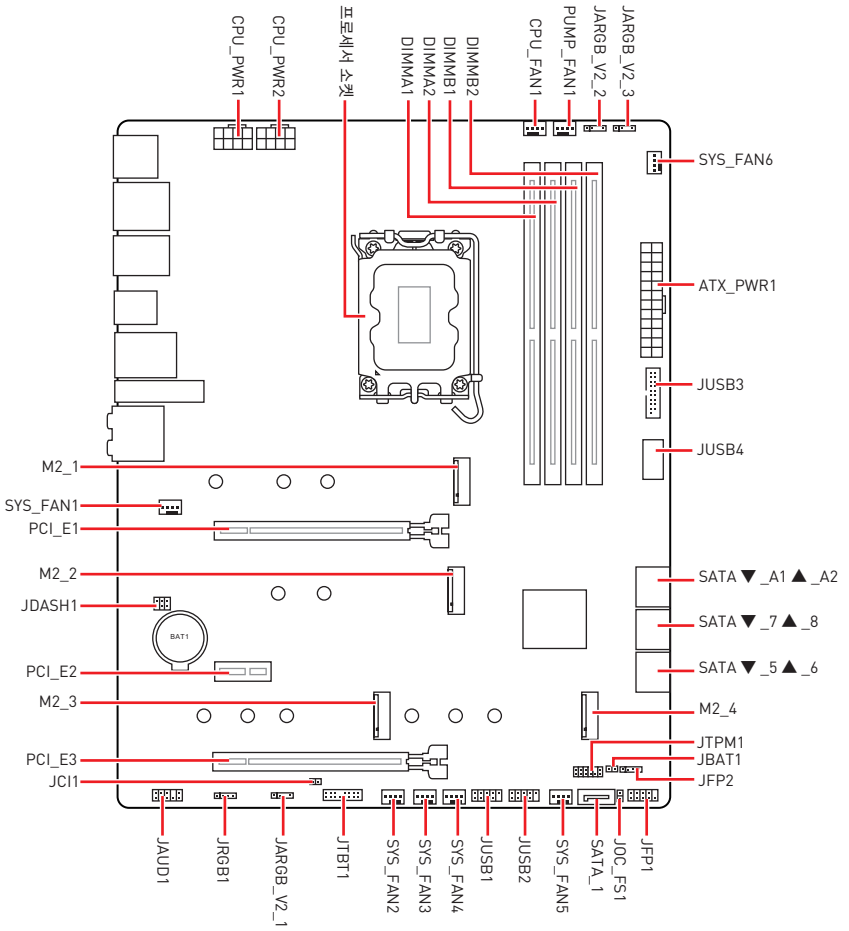 CPU_PWR1
CPU_PWR2
프로세서 소켓
DIMMA1
DIMMA2
DIMMB1
DIMMB2
CPU_FAN1
PUMP_FAN1
JARGB_V2_2
JARGB_V2_3
SYS_FAN6
ATX_PWR1
JUSB3
JUSB4
M2_1
SYS_FAN1
PCI_E1
M2_2
JDASH1
BAT1
PCI_E2
M2_3
PCI_E3
JCI1
SATA ▼ _A1 ▲ _A2
SATA ▼ _7 ▲ _8
SATA ▼ _5 ▲ _6
M2_4
JTPM1
JBAT1
JFP2
JAUD1
JRGB1
JARGB_V2_1
JTBT1
SYS_FAN2
SYS_FAN3
SYS_FAN4
JUSB1
JUSB2
SYS_FAN5
SATA_1
JOC_FS1
JFP1